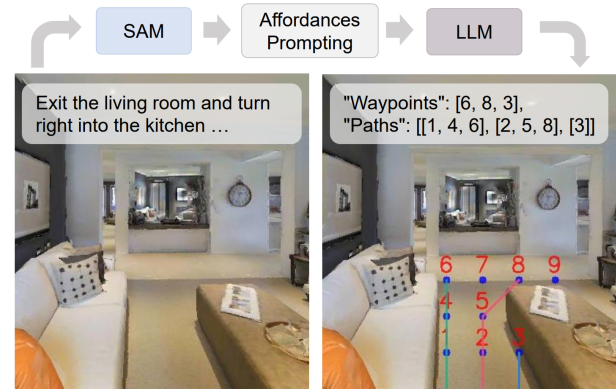 SAM
Affordances
Prompting
LLM
Exit the living room and turn
right into the kitchen …
"Waypoints": [6, 8, 3],
"Paths": [[1, 4, 6], [2, 5, 8], [3]]
6 7 8 9
4 5
1 2 3